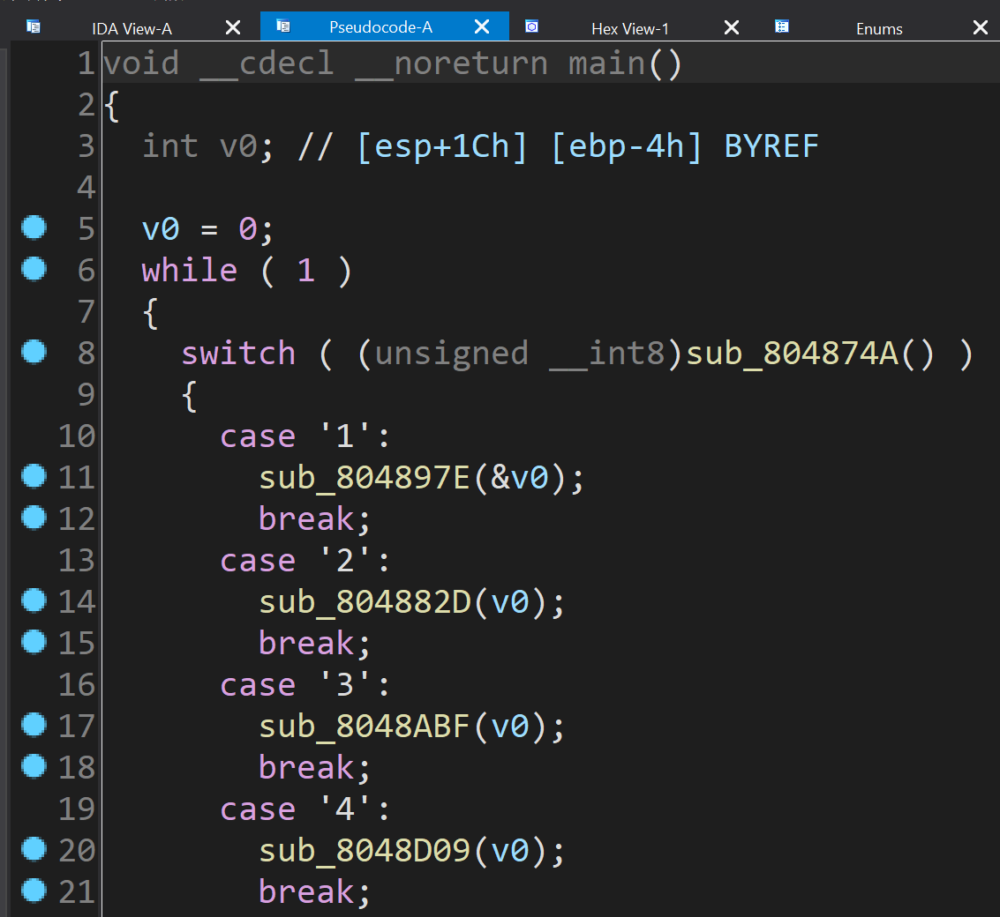 IDA View-A Pseudocode-A Hex View-1 Enums
1 void __cdecl __noreturn main()
2 {
3 int v0; // [esp+1Ch] [ebp-4h] BYREF
4
5 v0 = 0;
6 while ( 1 )
7 {
8 switch ( (unsigned __int8)sub_804874A() )
9 {
10 case '1':
11 sub_804897E(&v0);
12 break;
13 case '2':
14 sub_804882D(v0);
15 break;
16 case '3':
17 sub_8048ABF(v0);
18 break;
19 case '4':
20 sub_8048D09(v0);
21 break;